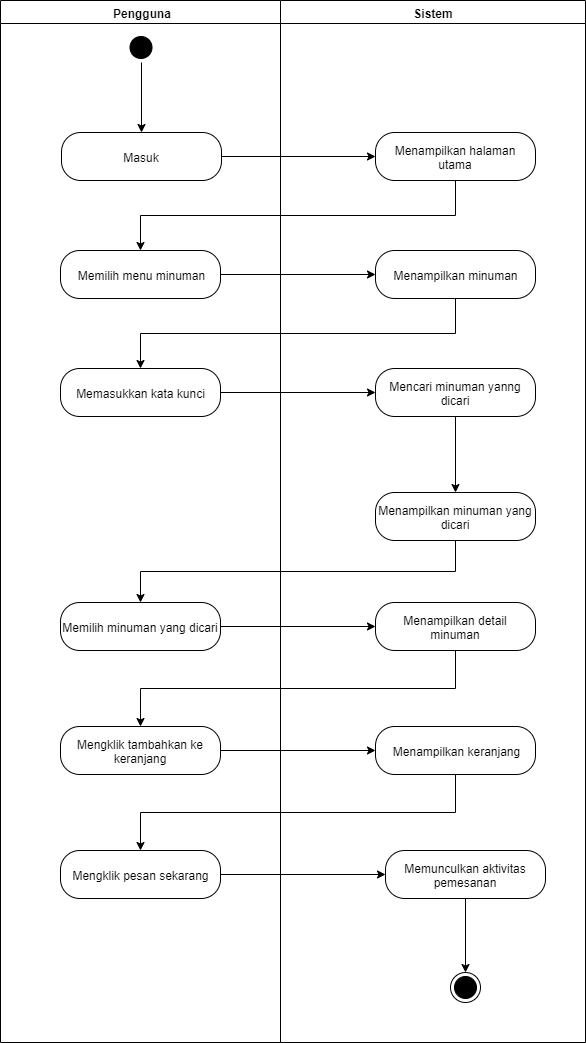 Pengguna
Sistem
Masuk
Menampilkan halaman
utama
Memilih menu minuman
Menampilkan minuman
Memasukkan kata kunci
Mencari minuman yanng
dicari
Menampilkan minuman yang
dicari
Memilih minuman yang dicari
Menampilkan detail
minuman
Mengklik tambahkan ke
keranjang
Menampilkan keranjang
Mengklik pesan sekarang
Memunculkan aktivitas
pemesanan